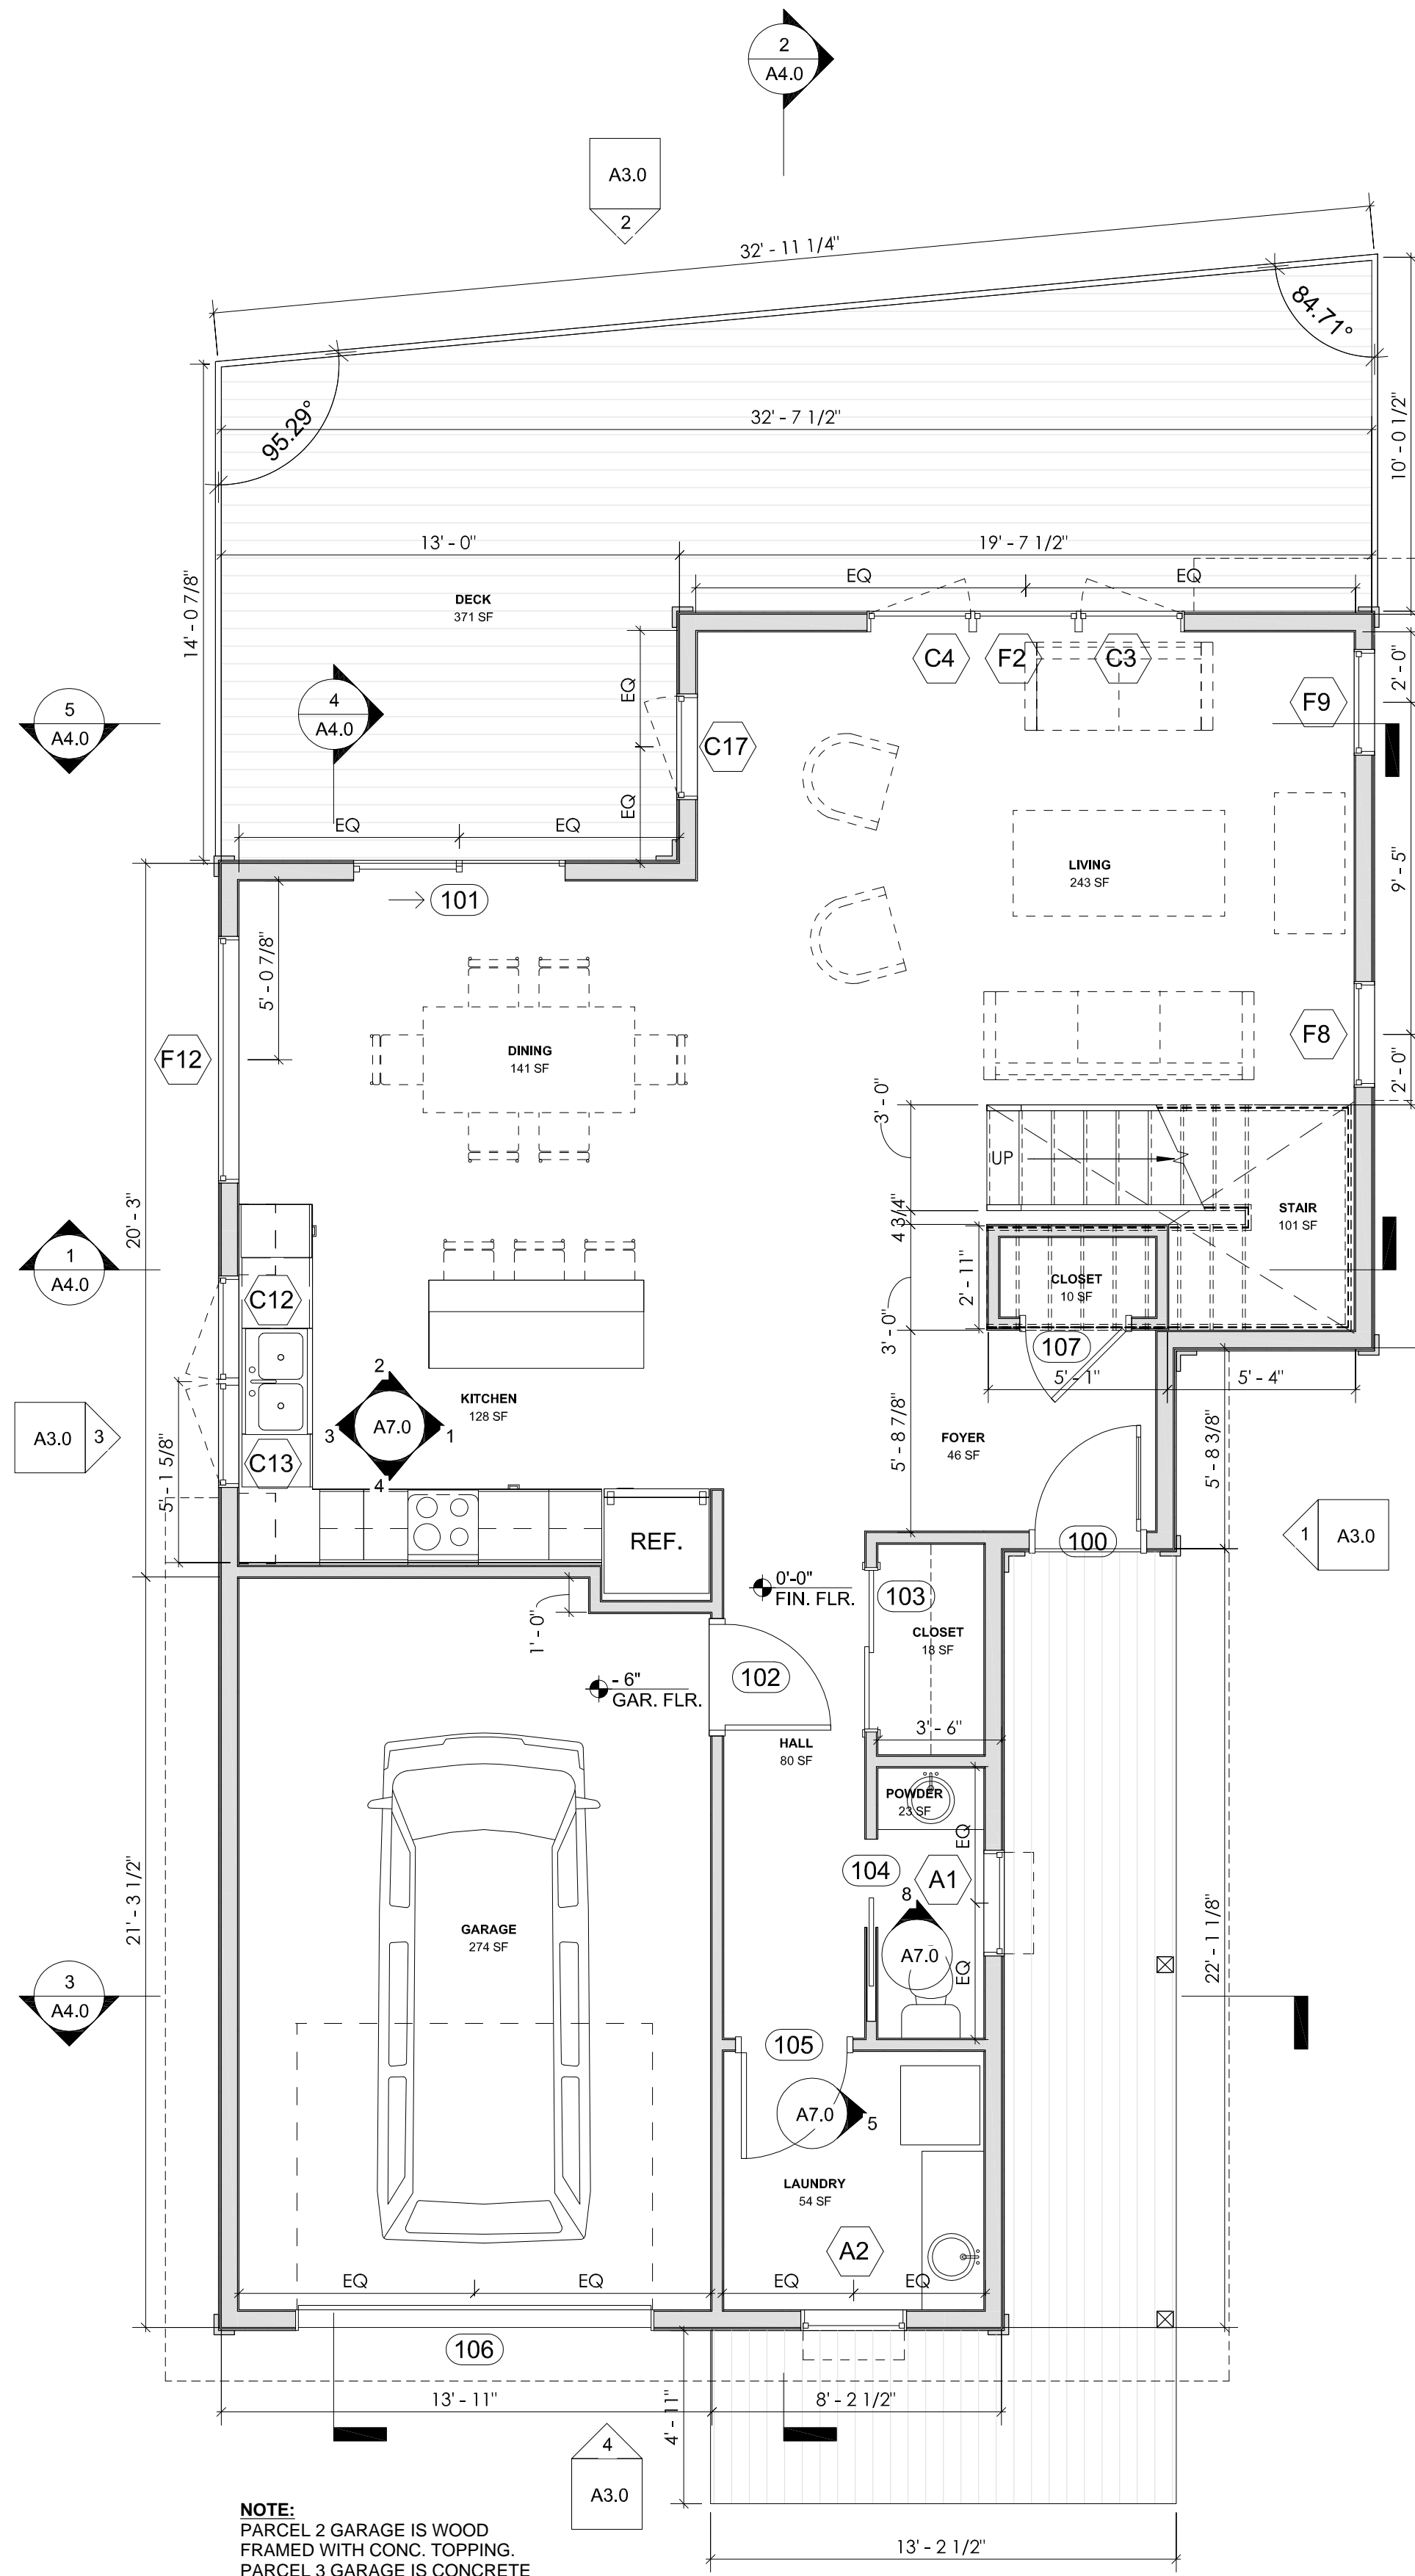 2
A4.0
A3.0
2
32' - 11 1/4"
84.71°
95.29°
32' - 7 1/2"
10' - 0 1/2"
13' - 0"
19' - 7 1/2"
EQ
EQ
14' - 0 7/8"
DECK
371 SF
C4
F2
C3
2' - 0"
F9
5
A4.0
4
A4.0
EQ
C17
EQ
EQ
EQ
LIVING
243 SF
9' - 5"
101
5' - 0 7/8"
F12
DINING
141 SF
F8
2' - 0"
3' - 0"
UP
STAIR
101 SF
4 3/4"
20' - 3"
1
A4.0
C12
2' - 11"
CLOSET
10 SF
3' - 0"
107
5' - 1"
5' - 4"
2
KITCHEN
128 SF
A7.0
3
1
4
A3.0
3
C13
5' - 1 5/8"
FOYER
46 SF
5' - 8 7/8"
5' - 8 3/8"
1
A3.0
100
REF.
0'-0"
FIN. FLR.
103
CLOSET
18 SF
1' - 0"
102
- 6"
GAR. FLR.
3' - 6"
HALL
80 SF
POWDER
23 SF
EQ
104
A1
8
A7.0
EQ
21' - 3 1/2"
GARAGE
274 SF
22' - 1 1/8"
3
A4.0
105
A7.0
5
LAUNDRY
54 SF
A2
EQ
EQ
EQ
EQ
106
13' - 11"
4' - 11"
8' - 2 1/2"
4
A3.0
13' - 2 1/2"
NOTE:
PARCEL 2 GARAGE IS WOOD
FRAMED WITH CONC. TOPPING.
PARCEL 3 GARAGE IS CONCRETE